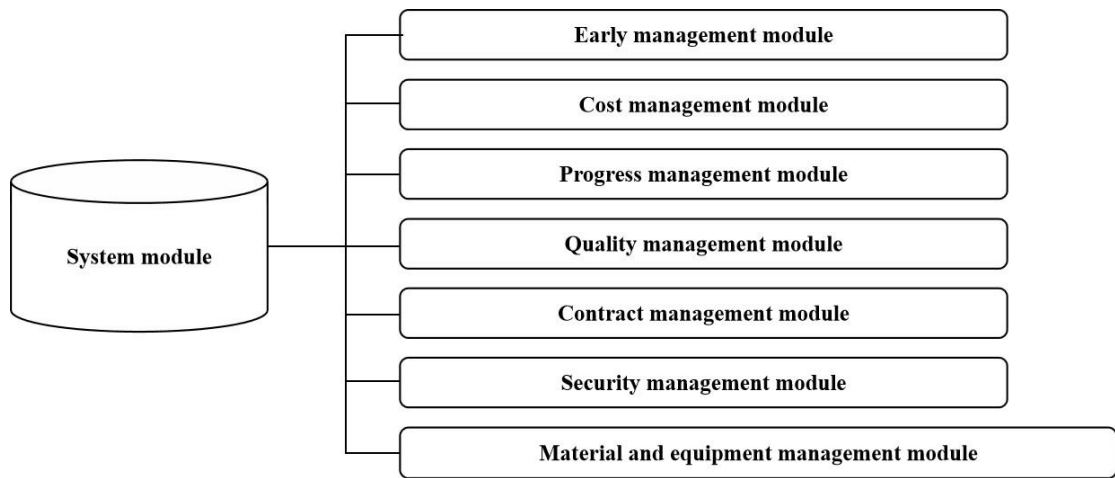 Early management module
Cost management module
Progress management module
System module
Quality management module
Contract management module
Security management module
Material and equipment management module